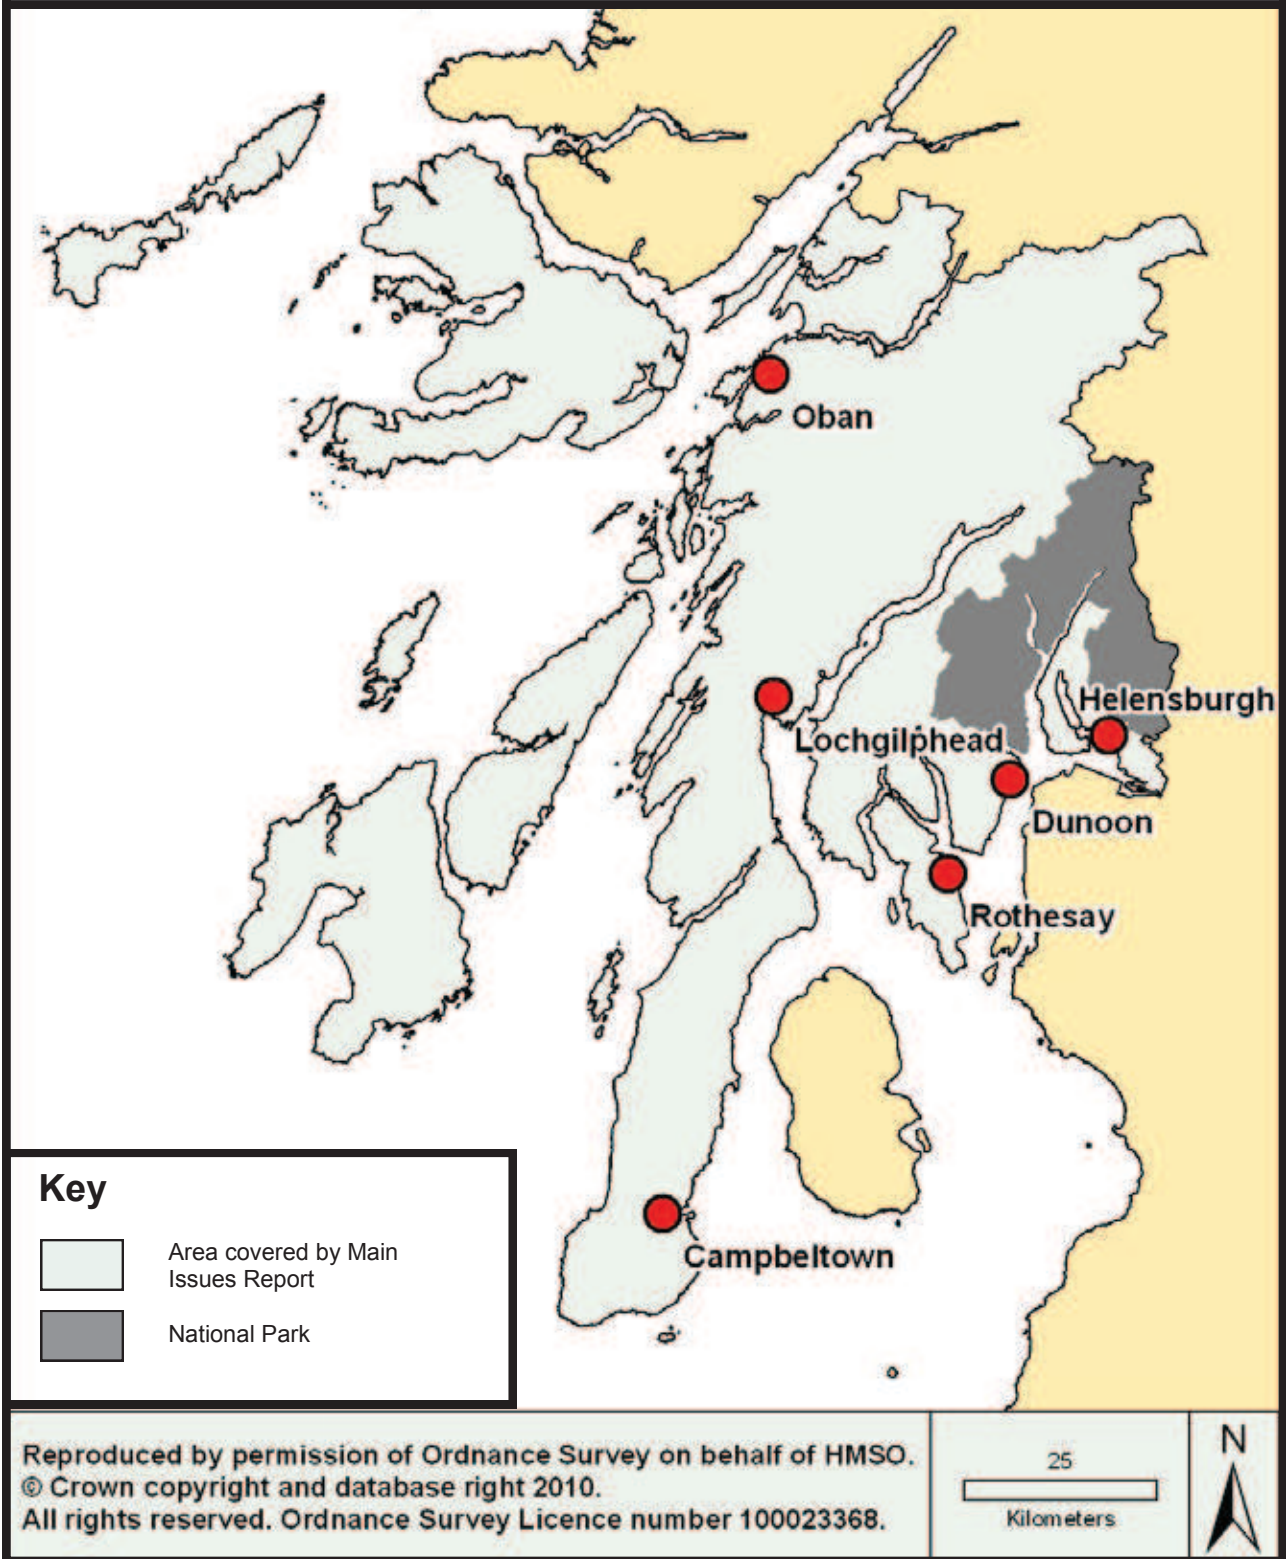 Oban
Helensburgh
Lochgilphead
Dunoon
Rothesay
Campbeltown
Key
Area covered by Main
Issues Report
National Park
Reproduced by permission of Ordnance Survey on behalf of HMSO.
© Crown copyright and database right 2010.
All rights reserved. Ordnance Survey Licence number 100023368.
25
Kilometers
N